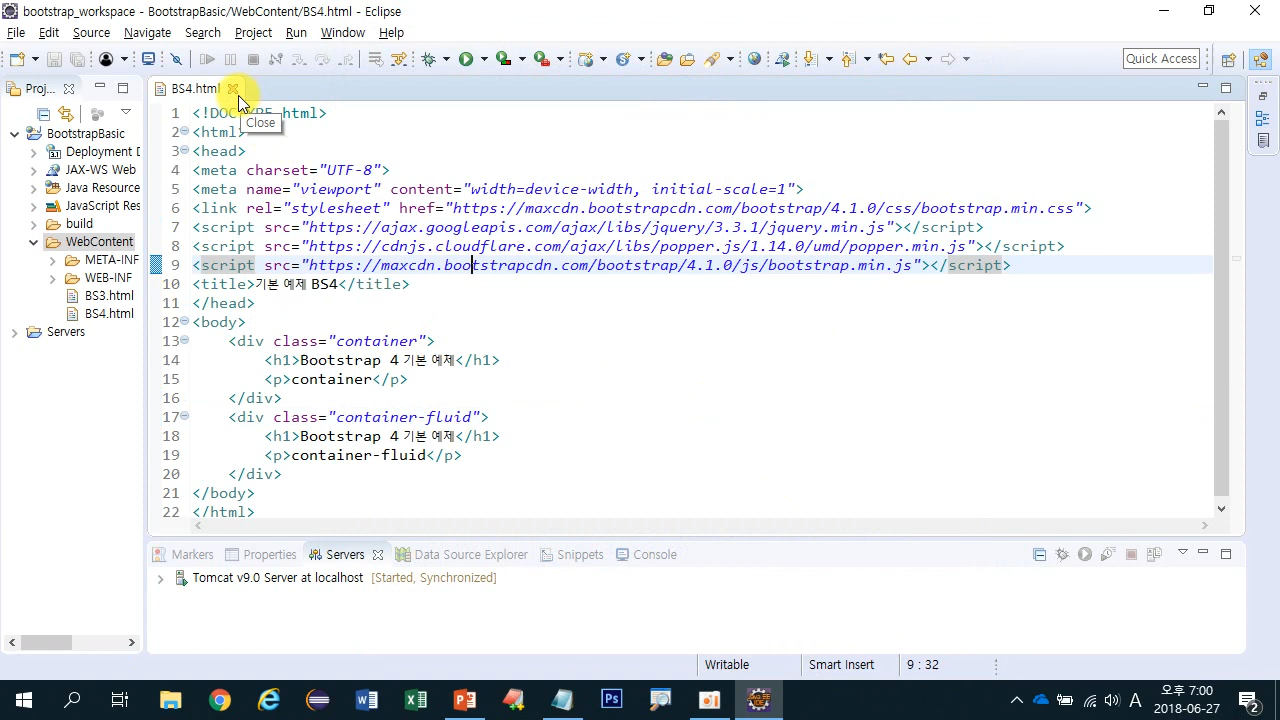 bootstrap_workspace - BootstrapBasic/WebContent/BS4.html - Eclipse
File Edit Source Navigate Search Project Run Window Help
Quick Access
Proj...
BS4.html
Close
BootstrapBasic
Deployment D
JAX-WS Web
Java Resource
JavaScript Res
build
WebContent
META-INF
WEB-INF
BS3.html
BS4.html
Servers
1 <!DOCTYPE html>
2 <html>
3 <head>
4 <meta charset="UTF-8">
5 <meta name="viewport" content="width=device-width, initial-scale=1">
6 <link rel="stylesheet" href="https://maxcdn.bootstrapcdn.com/bootstrap/4.1.0/css/bootstrap.min.css">
7 <script src="https://ajax.googleapis.com/ajax/libs/jquery/3.3.1/jquery.min.js"></script>
8 <script src="https://cdnjs.cloudflare.com/ajax/libs/popper.js/1.14.0/umd/popper.min.js"></script>
9 <script src="https://maxcdn.bootstrapcdn.com/bootstrap/4.1.0/js/bootstrap.min.js"></script>
10 <title>기본 예제 BS4</title>
11 </head>
12 <body>
13 <div class="container">
14 <h1>Bootstrap 4 기본 예제</h1>
15 <p>container</p>
16 </div>
17 <div class="container-fluid">
18 <h1>Bootstrap 4 기본 예제</h1>
19 <p>container-fluid</p>
20 </div>
21 </body>
22 </html>
Markers Properties Servers Data Source Explorer Snippets Console
Tomcat v9.0 Server at localhost [Started, Synchronized]
Writable Smart Insert 9 : 32
A
오후 7:00
2018-06-27
2